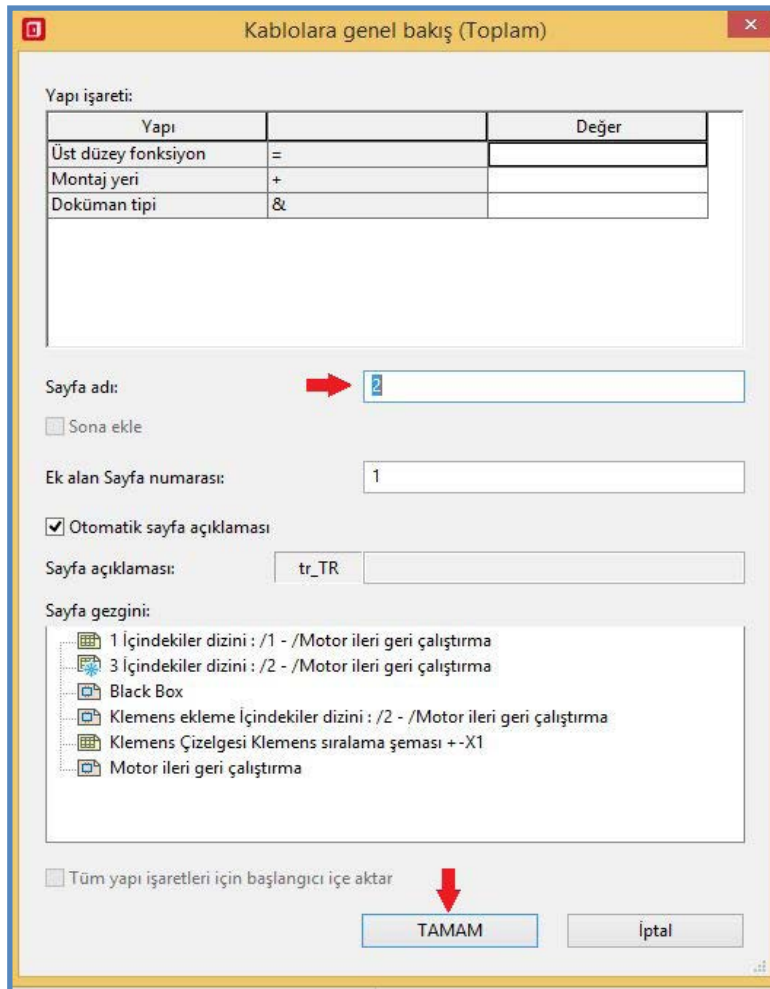 Kablolara genel bakış (Toplam)
Yapı işareti:
Yapı Değer
Üst düzey fonksiyon =
Montaj yeri +
Doküman tipi &
Sayfa adı: 2
Sona ekle
Ek alan Sayfa numarası: 1
Otomatik sayfa açıklaması
Sayfa açıklaması: tr_TR
Sayfa gezgini:
1 İçindekiler dizini : /1 - /Motor ileri geri çalıştırma
3 İçindekiler dizini : /2 - /Motor ileri geri çalıştırma
Black Box
Klemens ekleme İçindekiler dizini : /2 - /Motor ileri geri çalıştırma
Klemens Çizelgesi Klemens sıralama şeması +-X1
Motor ileri geri çalıştırma
Tüm yapı işaretleri için başlangıcı içe aktar
TAMAM İptal